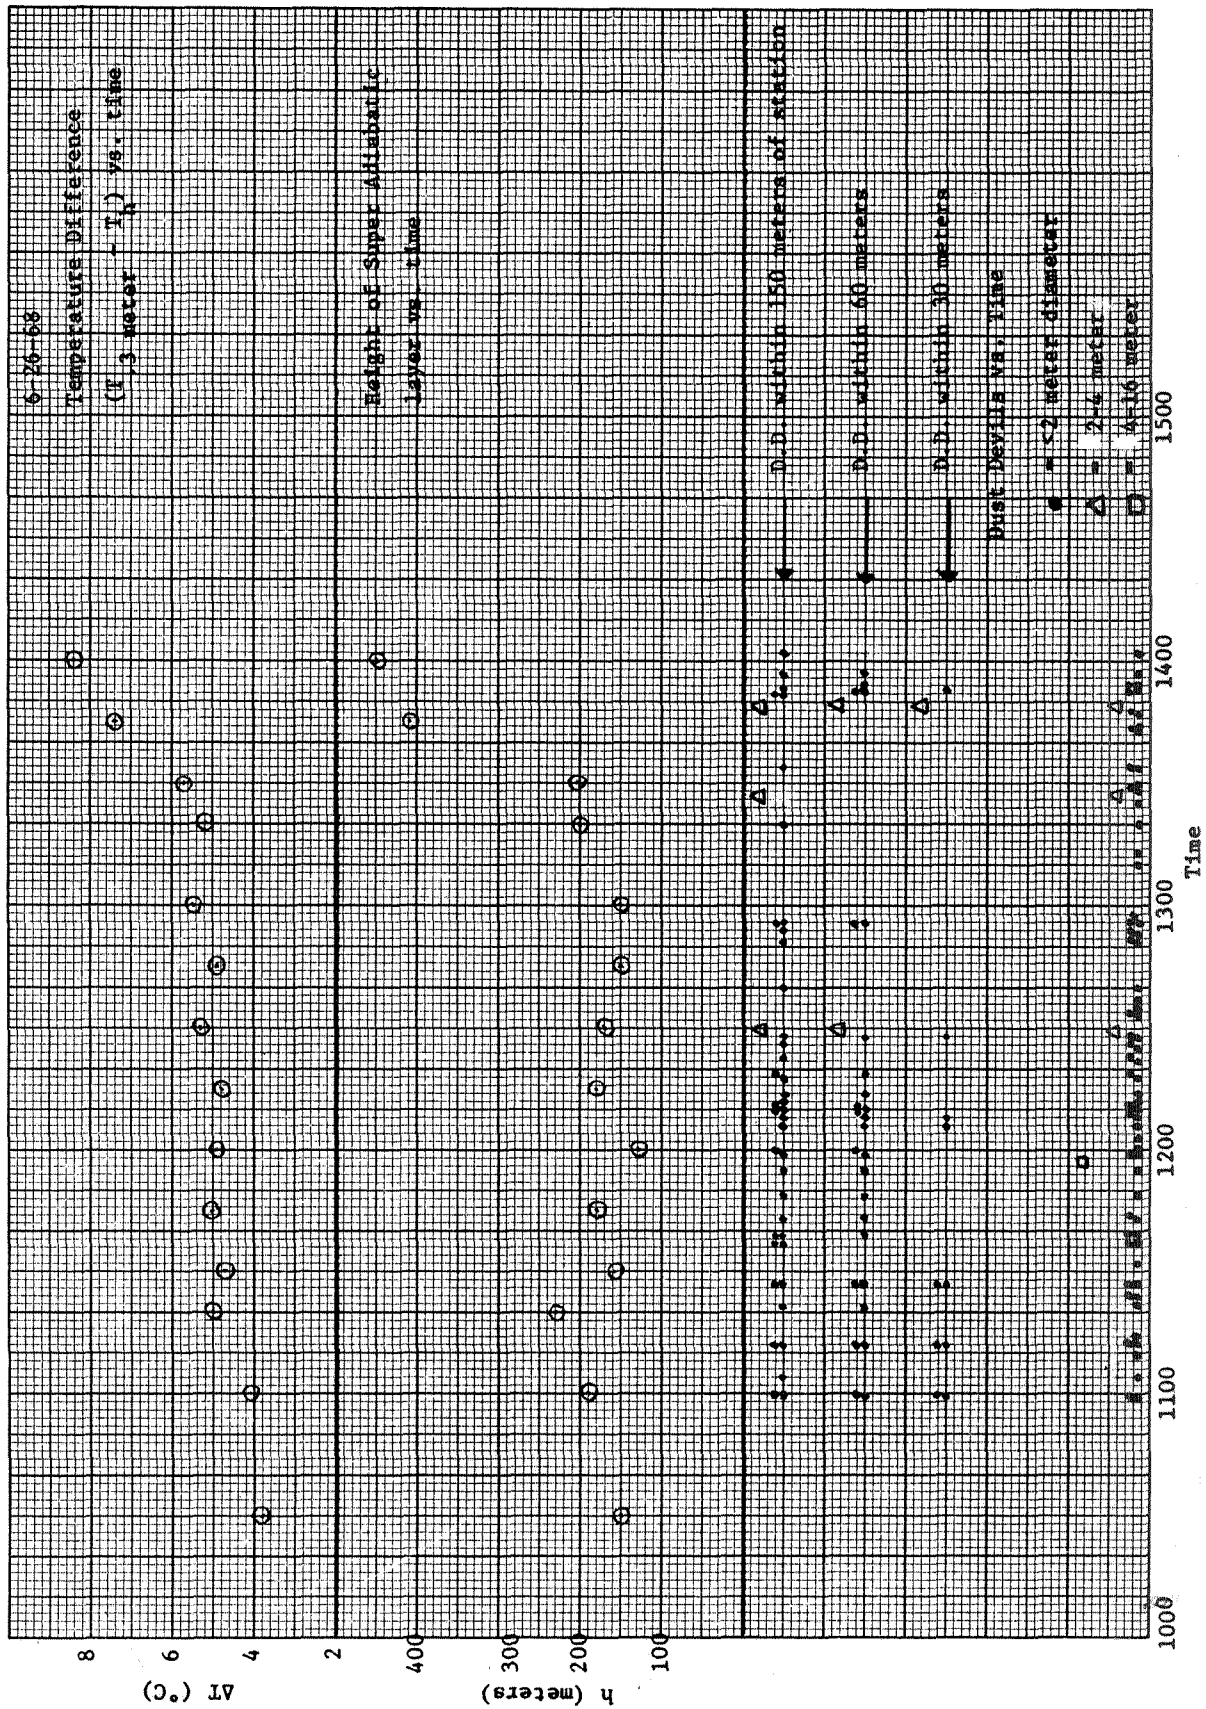 6-26-68
Temperature Difference
(T.3 meter - Th) vs. time
Height of Super Adiabatic
layer vs. time
D.D. within 150 meters of station
D.D. within 60 meters
D.D. within 30 meters
Dust Devils vs. Time
● = <2 meter diameter
△ = 2-4 meter
□ = 4-16 meter
ΔT (°C)
8
6
4
2
h (meters)
400
300
200
100
1000
1100
1200
1300
1400
1500
Time